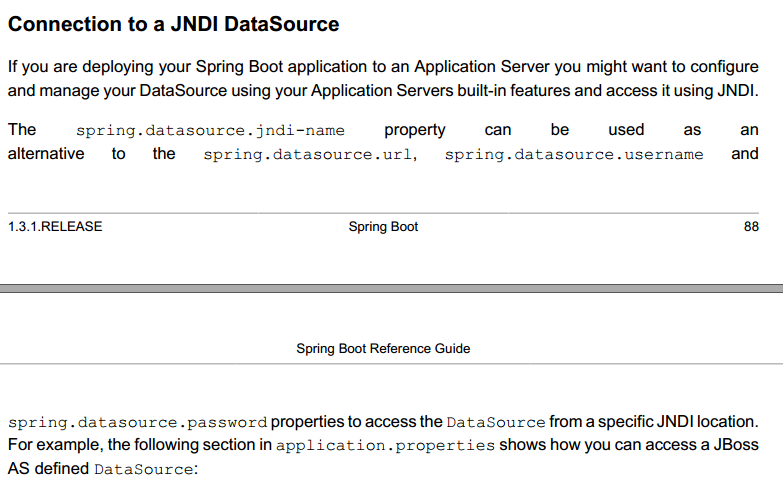 Connection to a JNDI DataSource
If you are deploying your Spring Boot application to an Application Server you might want to configure
and manage your DataSource using your Application Servers built-in features and access it using JNDI.
The spring.datasource.jndi-name property can be used as an
alternative to the spring.datasource.url, spring.datasource.username and
1.3.1.RELEASE Spring Boot 88
Spring Boot Reference Guide
spring.datasource.password properties to access the DataSource from a specific JNDI location.
For example, the following section in application.properties shows how you can access a JBoss
AS defined DataSource: